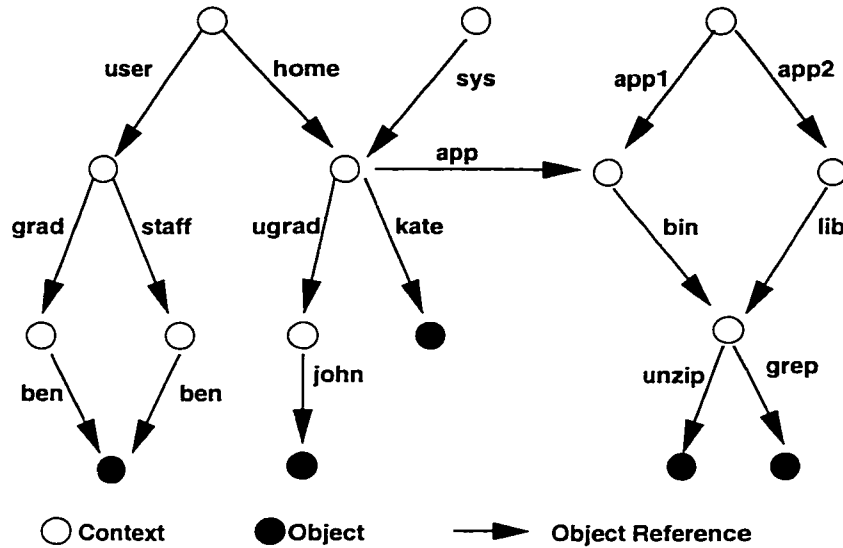 user
home
sys
app1
app2
app
grad
staff
ugrad
kate
bin
lib
ben
ben
john
unzip
grep
Context
Object
Object Reference